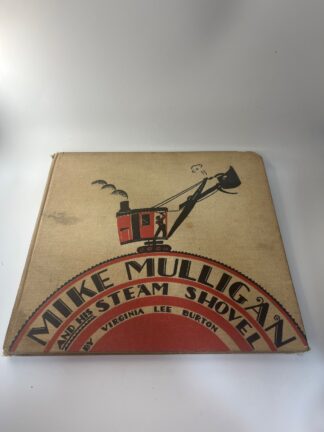 MIKE MULLIGAN
AND HIS STEAM SHOVEL
BY VIRGINIA LEE BURTON